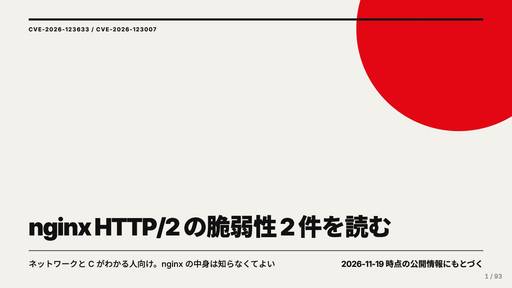 CVE-2026-123633 / CVE-2026-123007
nginx HTTP/2 の脆弱性 2 件を読む
ネットワークと C がわかる人向け。nginx の中身は知らなくてよい
2026-11-19 時点の公開情報にもとづく
1 / 93